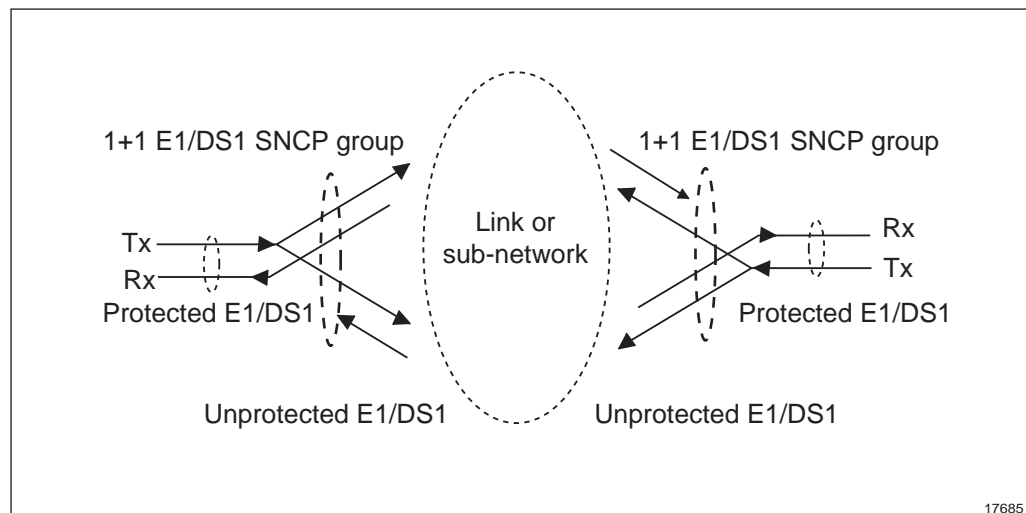 1+1 E1/DS1 SNCP group
1+1 E1/DS1 SNCP group
Link or
sub-network
Tx
Rx
Protected E1/DS1
Rx
Tx
Protected E1/DS1
Unprotected E1/DS1
Unprotected E1/DS1
17685